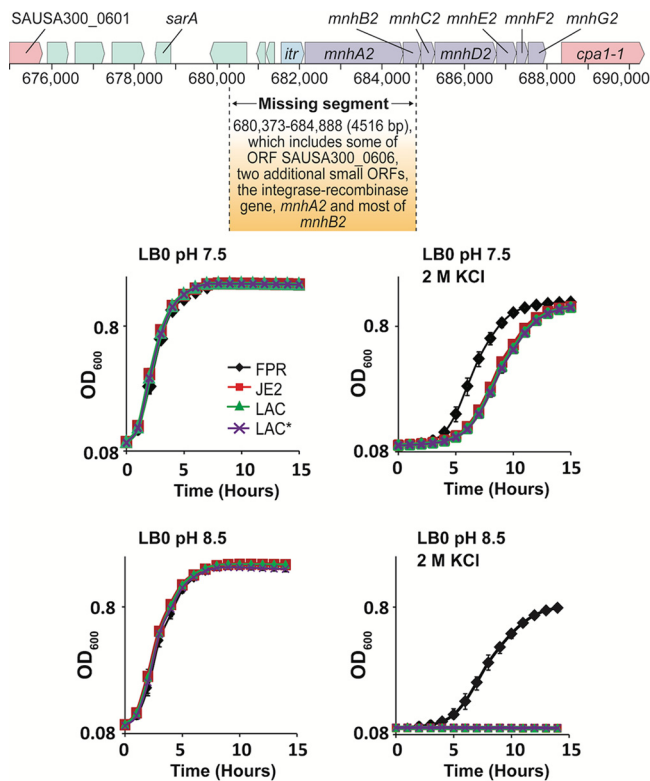 SAUSA300_0601 sarA mnhB2 mnhC2 mnhE2 mnhF2 mnhG2
itr mnhA2 mnhD2 cpa1-1
676,000 678,000 680,000 682,000 684,000 686,000 688,000 690,000
Missing segment
680,373-684,888 (4516 bp),
which includes some of
ORF SAUSA300_0606,
two additional small ORFs,
the integrase-recombinase
gene, mnhA2 and most of
mnhB2
LB0 pH 7.5
OD600
0.8
0.08
FPR
JE2
LAC
LAC*
0 5 10 15
Time (Hours)
LB0 pH 7.5
2 M KCl
OD600
0.8
0.08
0 5 10 15
Time (Hours)
LB0 pH 8.5
OD600
0.8
0.08
0 5 10 15
Time (Hours)
LB0 pH 8.5
2 M KCl
OD600
0.8
0.08
0 5 10 15
Time (Hours)